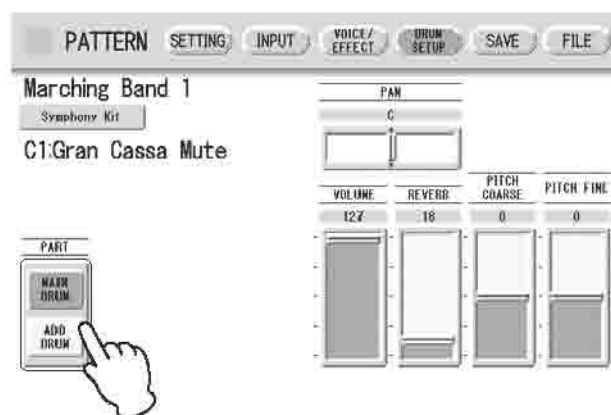 PATTERN SETTING INPUT VOICE/ EFFECT DRUM SETUP SAVE FILE
Marching Band 1
Symphony Kit
C1:Gran Cassa Mute
PAN
C
VOLUME REVERB PITCH COARSE PITCH FINE
127 18 0 0
PART
MAIN DRUM
ADD DRUM